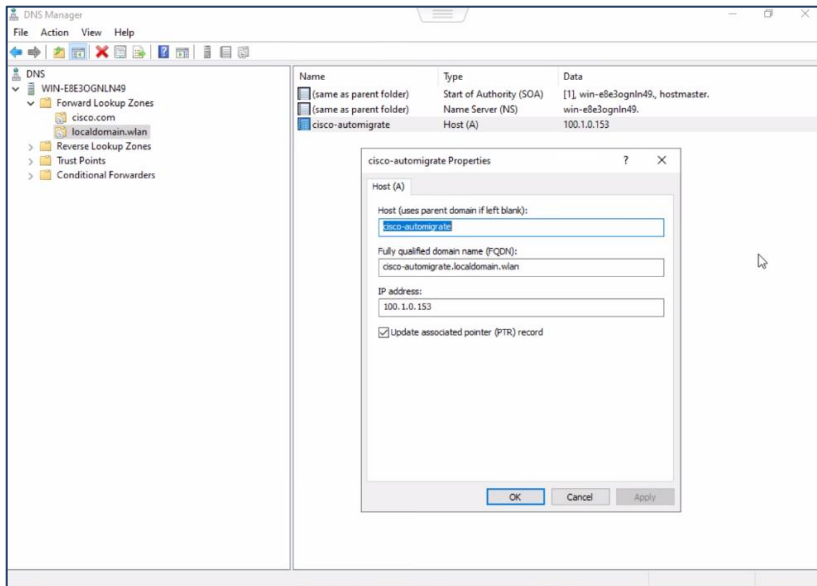 DNS Manager
File Action View Help
DNS
WIN-E8E3OGNLN49
Forward Lookup Zones
cisco.com
localdomain.wlan
Reverse Lookup Zones
Trust Points
Conditional Forwarders
Name Type Data
(same as parent folder) Start of Authority (SOA) [1], win-e8e3ognln49., hostmaster.
(same as parent folder) Name Server (NS) win-e8e3ognln49.
cisco-automigrate Host (A) 100.1.0.153
cisco-automigrate Properties
Host (A)
Host (uses parent domain if left blank):
cisco-automigrate
Fully qualified domain name (FQDN):
cisco-automigrate.localdomain.wlan
IP address:
100.1.0.153
Update associated pointer (PTR) record
OK Cancel Apply